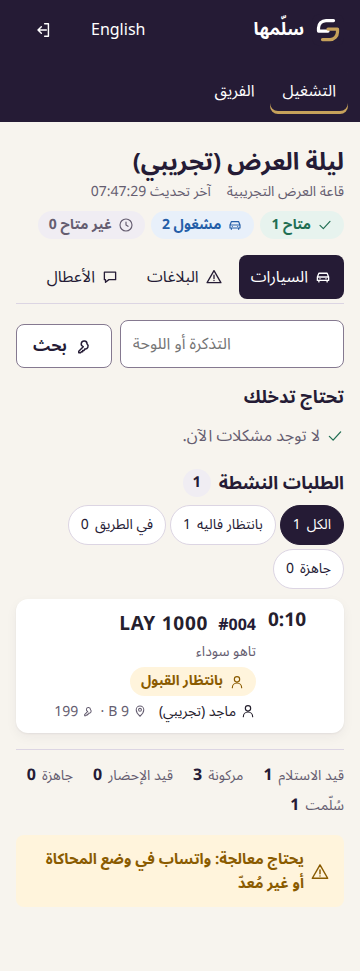 سلّمها
English
التشغيل
الفريق
ليلة العرض (تجريبي)
قاعة العرض التجريبية آخر تحديث 07:47:29
متاح 1
مشغول 2
غير متاح 0
السيارات
البلاغات
الأعطال
التذكرة أو اللوحة
بحث
تحتاج تدخلك
لا توجد مشكلات الآن.
الطلبات النشطة 1
الكل 1
بانتظار فاليه 1
في الطريق 0
جاهزة 0
0:10 #004 LAY 1000
تاهو سوداء
بانتظار القبول
ماجد (تجريبي) B 9 · 199
قيد الاستلام 1 مركونة 3 قيد الإحضار 0 جاهزة 0
سُلّمت 1
يحتاج معالجة: واتساب في وضع المحاكاة
أو غير مُعدّ